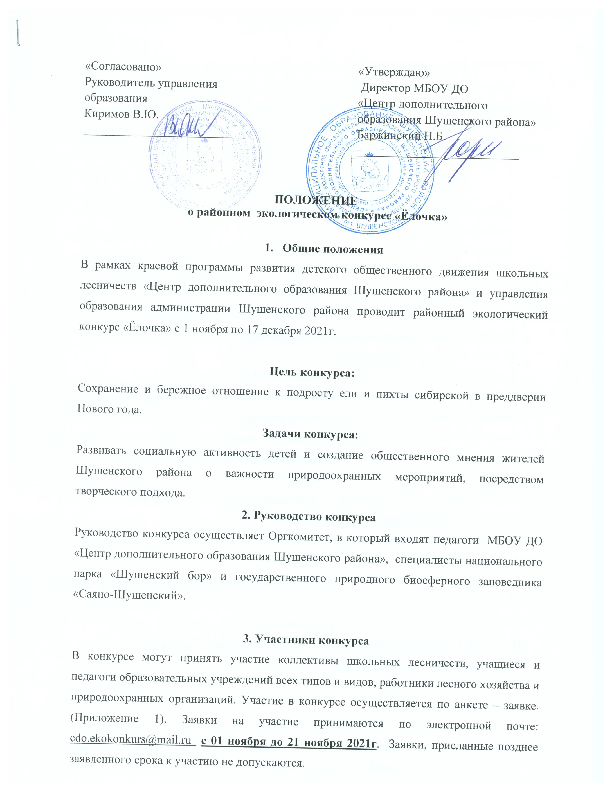 «Согласовано»
Руководитель управления
образования
Киримов В.Ю.
«Утверждаю»
Директор МБОУ ДО
«Центр дополнительного
образования Шушенского района»
Баржинский Н.Б.
ПОЛОЖЕНИЕ
о районном экологическом конкурсе «Ёлочка»
1. Общие положения
В рамках краевой программы развития детского общественного движения школьных
лесничеств «Центр дополнительного образования Шушенского района» и управления
образования администрации Шушенского района проводит районный экологический
конкурс «Ёлочка» с 1 ноября по 17 декабря 2021г.
Цель конкурса:
Сохранение и бережное отношение к подросту ели и пихты сибирской в преддверии
Нового года.
Задачи конкурса:
Развивать социальную активность детей и создание общественного мнения жителей
Шушенского района о важности природоохранных мероприятий, посредством
творческого подхода.
2. Руководство конкурса
Руководство конкурса осуществляет Оргкомитет, в который входят педагоги МБОУ ДО
«Центр дополнительного образования Шушенского района», специалисты национального
парка «Шушенский бор» и государственного природного биосферного заповедника
«Саяно-Шушенский».
3. Участники конкурса
В конкурсе могут принять участие коллективы школьных лесничеств, учащиеся и
педагоги образовательных учреждений всех типов и видов, работники лесного хозяйства и
природоохранных организаций. Участие в конкурсе осуществляется по анкете – заявке.
(Приложение 1). Заявки на участие принимаются по электронной почте:
cdo.ekokonkurs@mail.ru с 01 ноября до 21 ноября 2021г. Заявки, присланные позднее
заявленного срока к участию не допускаются.